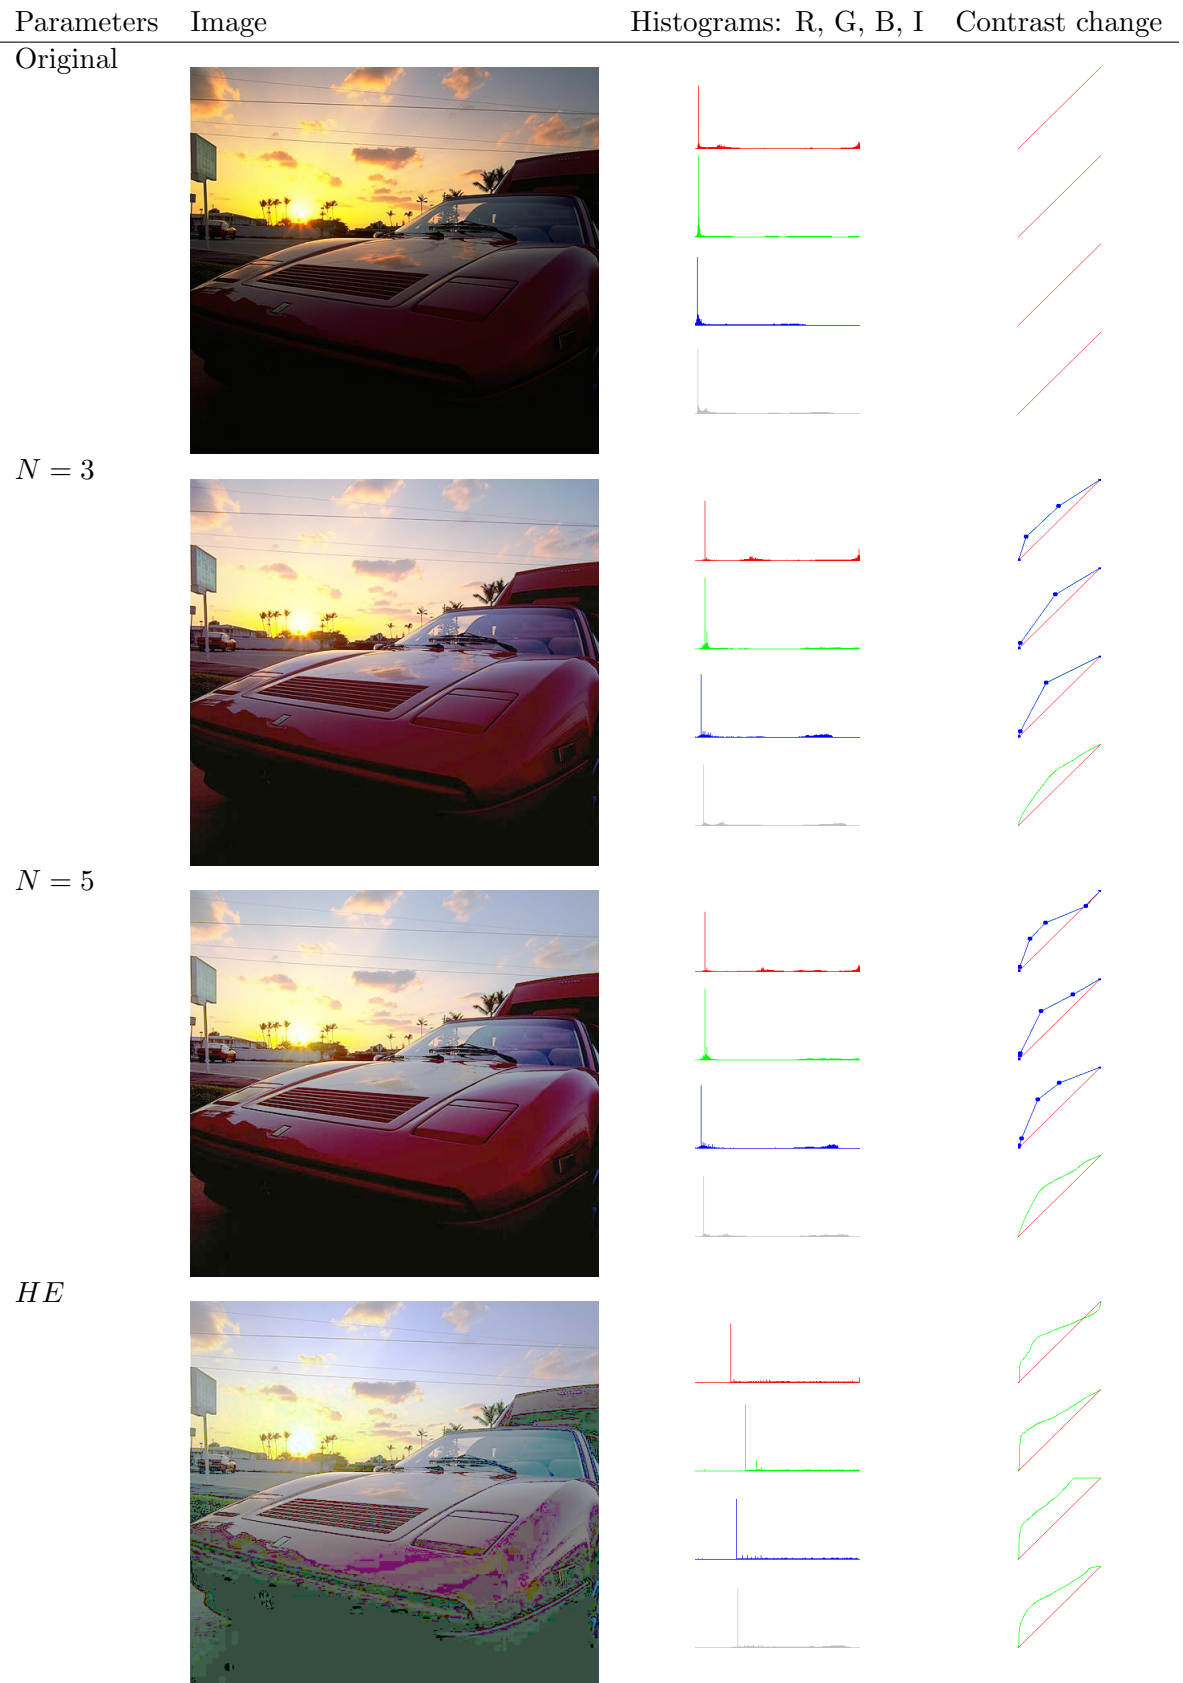 Parameters Image Histograms: R, G, B, I Contrast change
Original
N = 3
N = 5
HE